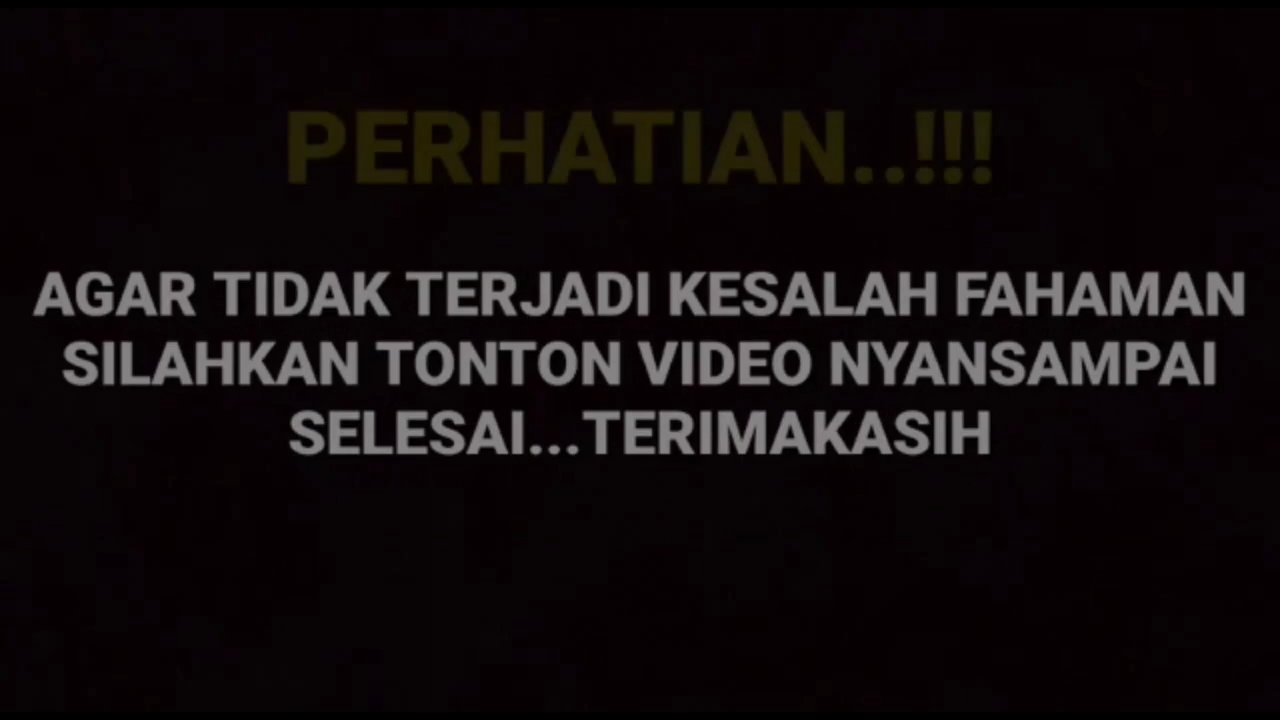 PERHATIAN..!!!
AGAR TIDAK TERJADI KESALAH FAHAMAN
SILAHKAN TONTON VIDEO NYANSAMPAI
SELESAI...TERIMAKASIH